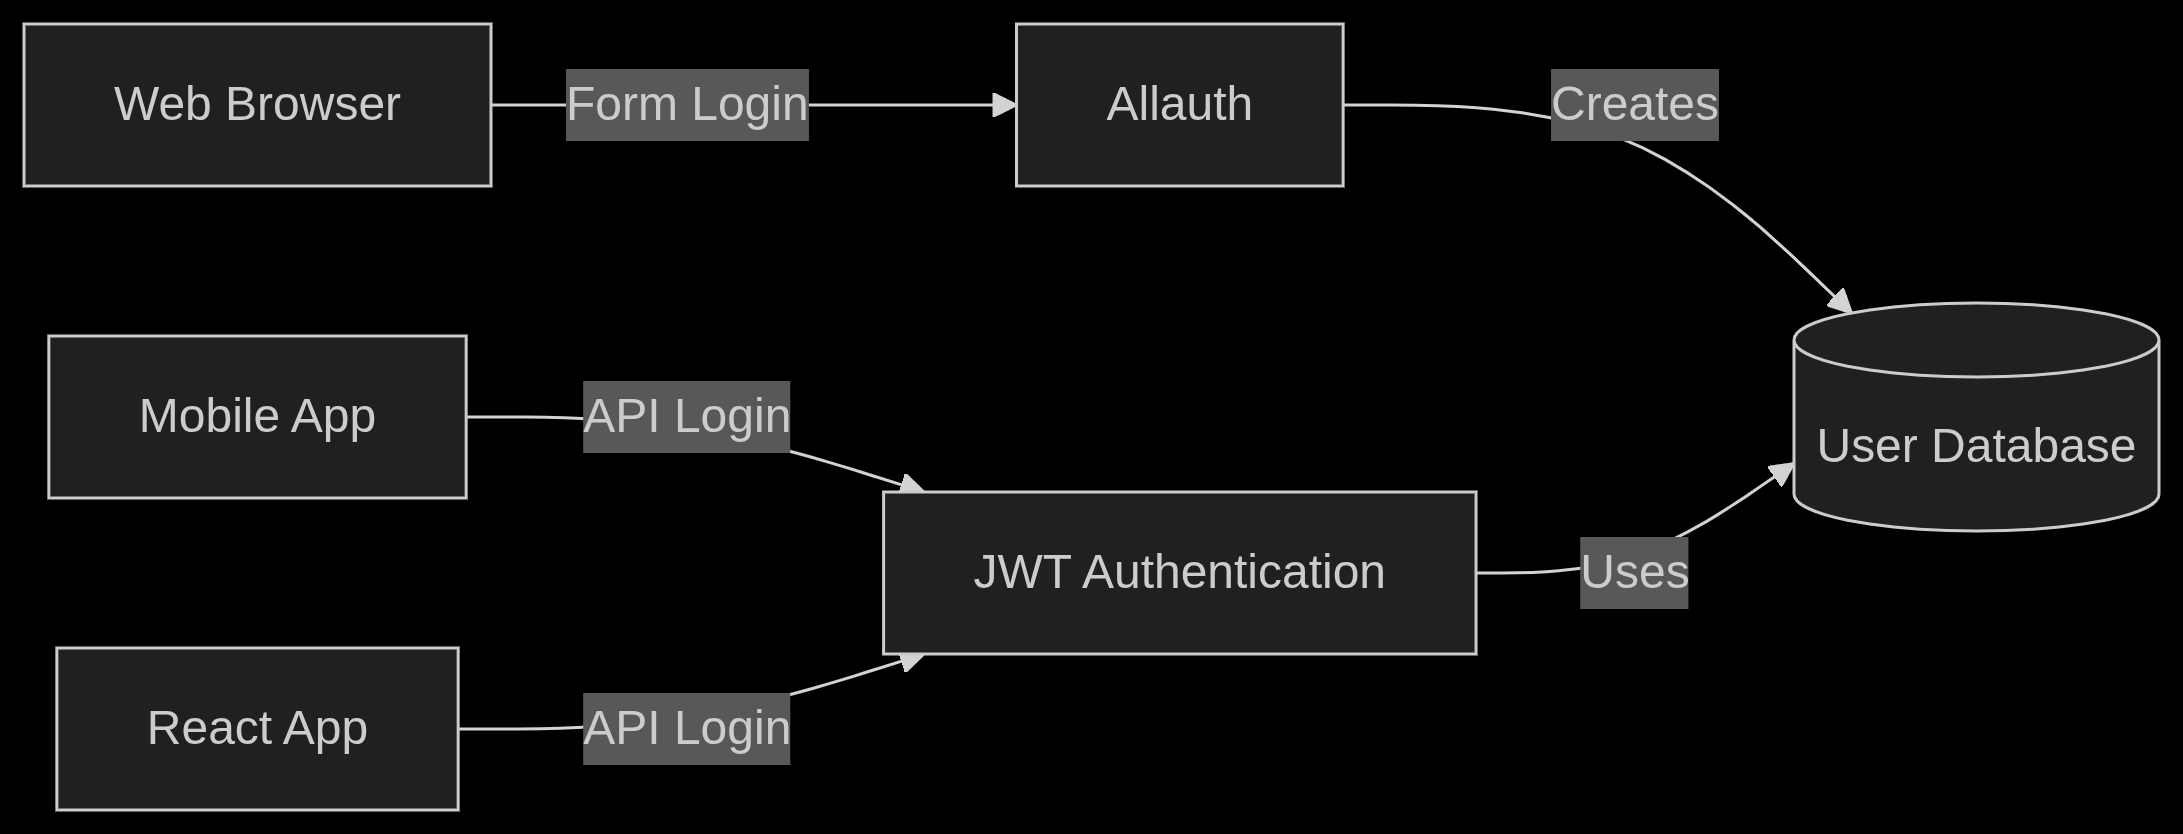 Web Browser
Form Login
Allauth
Creates
Mobile App
API Login
User Database
JWT Authentication
Uses
React App
API Login